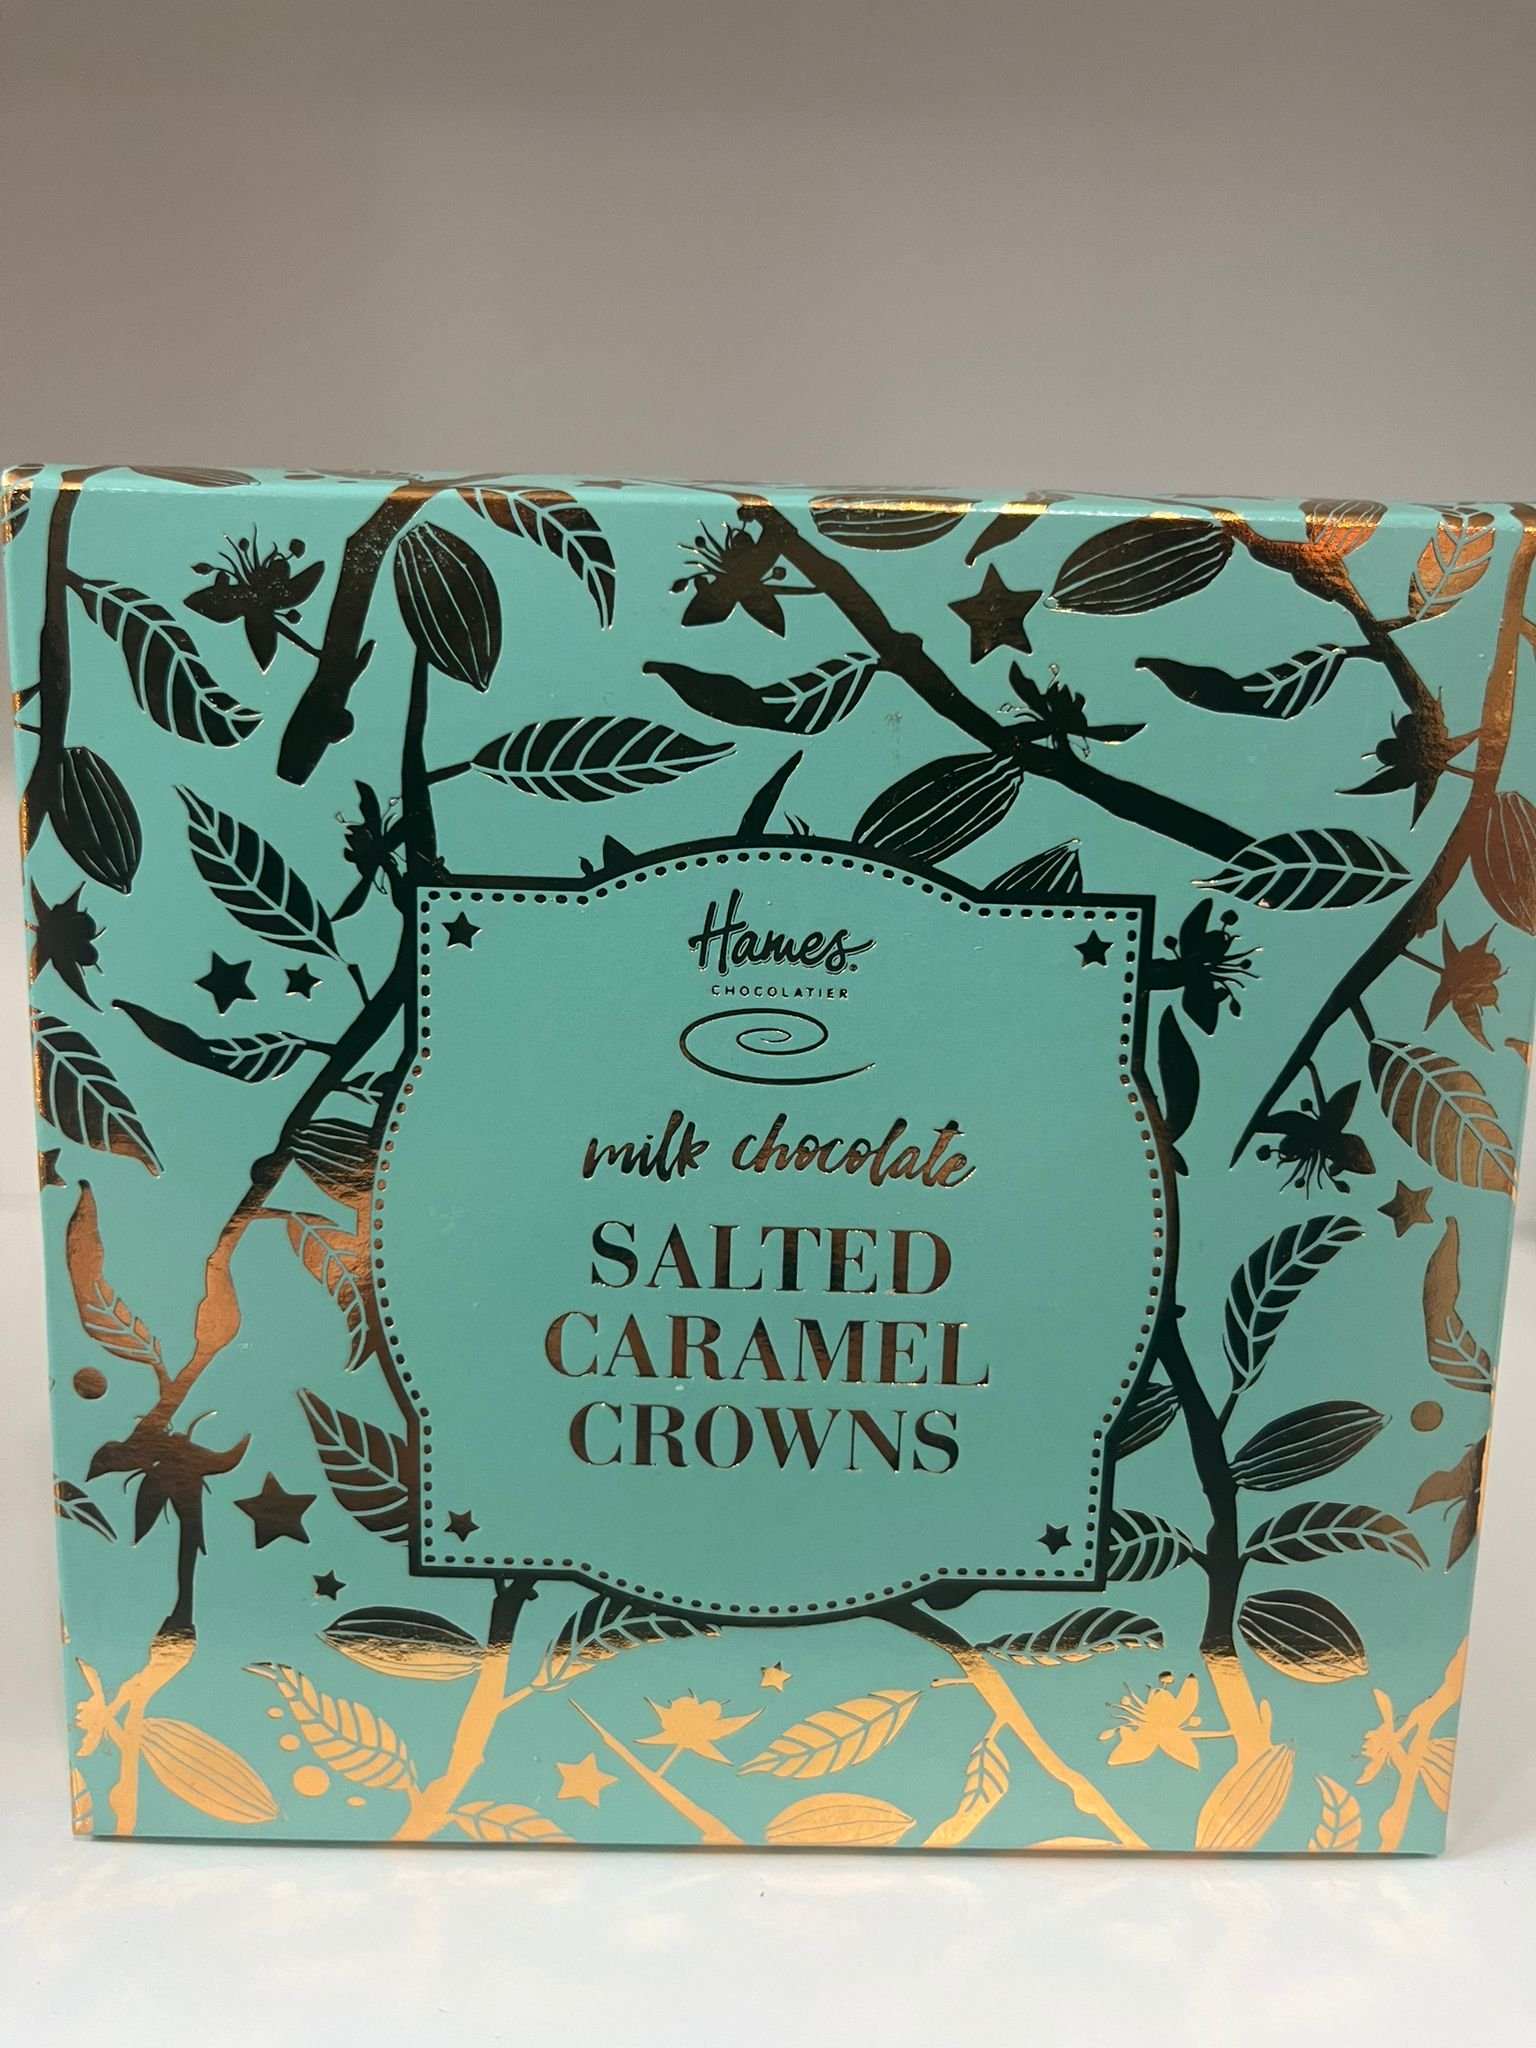 Hames®
CHOCOLATIER
milk chocolate
SALTED
CARAMEL
CROWNS